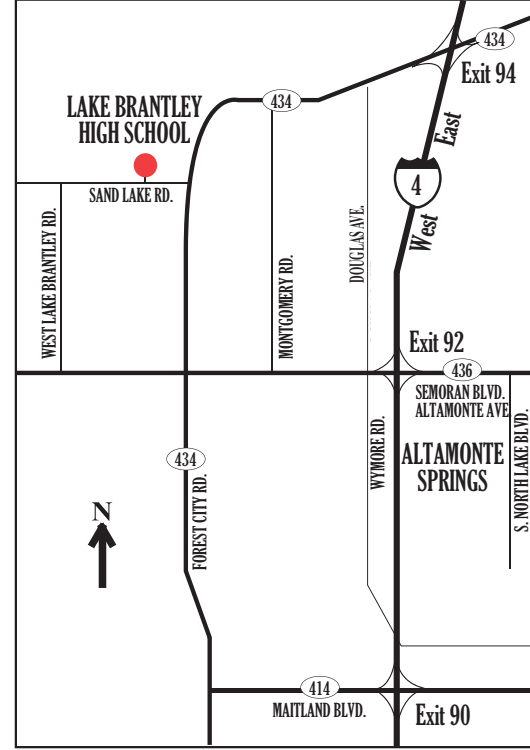 434
Exit 94
LAKE BRANTLEY
HIGH SCHOOL
434
East
4
West
SAND LAKE RD.
WEST LAKE BRANTLEY RD.
MONTGOMERY RD.
DOUGLAS AVE.
Exit 92
436
SEMORAN BLVD.
ALTAMONTE AVE
WYMORE RD.
ALTAMONTE
SPRINGS
S. NORTH LAKE BLVD.
434
FOREST CITY RD.
N
414
MAITLAND BLVD.
Exit 90